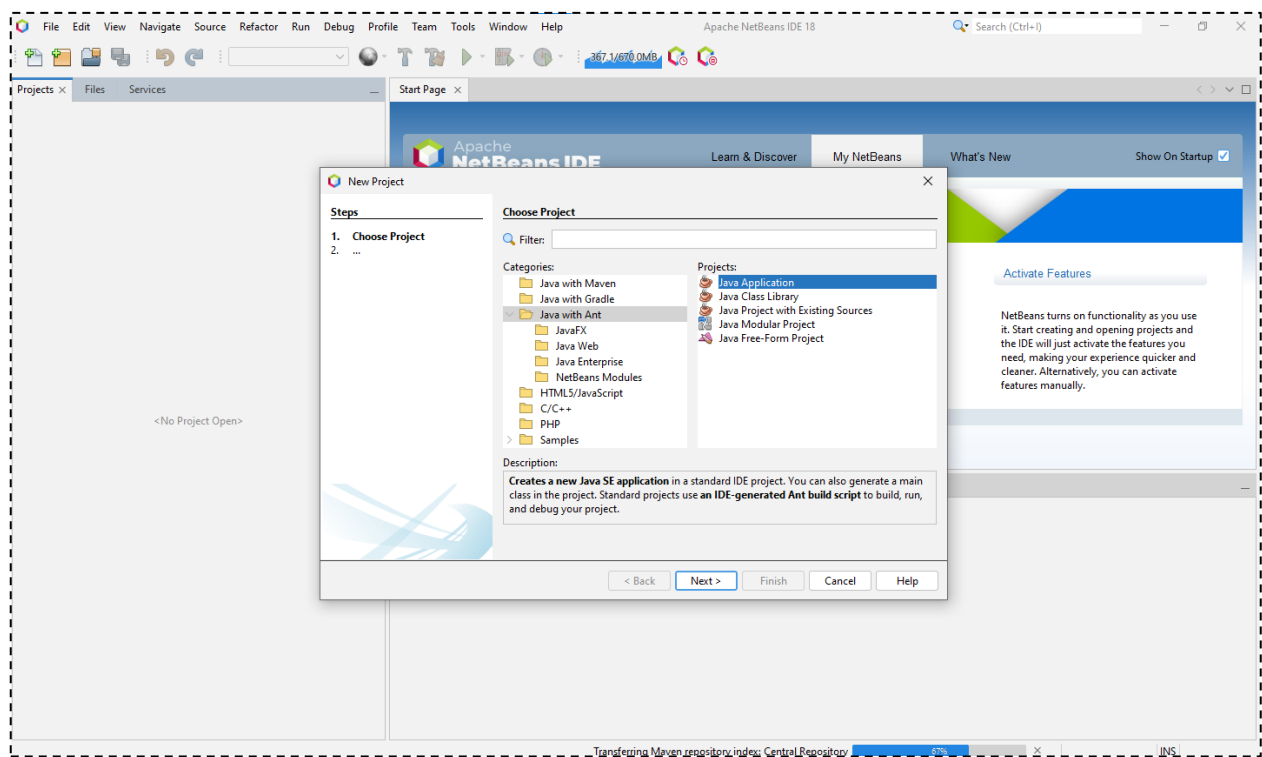 File Edit View Navigate Source Refactor Run Debug Profile Team Tools Window Help Apache NetBeans IDE 18 Search (Ctrl+I)
367.1/670.0MB
Projects Files Services Start Page
Apache
NetBeans IDE Learn & Discover My NetBeans What's New Show On Startup
New Project
Steps
1. Choose Project
2. ...
Choose Project
Filter:
Categories:
Java with Maven
Java with Gradle
Java with Ant
JavaFX
Java Web
Java Enterprise
NetBeans Modules
HTML5/JavaScript
C/C++
PHP
Samples
Projects:
Java Application
Java Class Library
Java Project with Existing Sources
Java Modular Project
Java Free-Form Project
Description:
Creates a new Java SE application in a standard IDE project. You can also generate a main
class in the project. Standard projects use an IDE-generated Ant build script to build, run,
and debug your project.
< Back Next > Finish Cancel Help
Activate Features
NetBeans turns on functionality as you use
it. Start creating and opening projects and
the IDE will just activate the features you
need, making your experience quicker and
cleaner. Alternatively, you can activate
features manually.
<No Project Open>
Transferring Maven repository index: Central Repository 67% INS